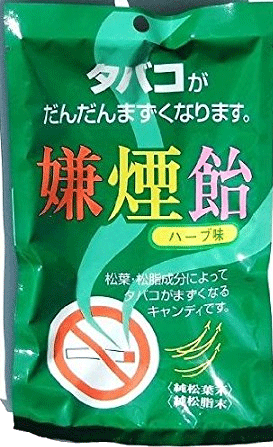 タバコが
だんだんまずくなります。
嫌煙飴
ハーブ味
松葉・松脂成分によって
タバコがまずくなる
キャンディです。
〈純松葉末〉
〈純松脂末〉